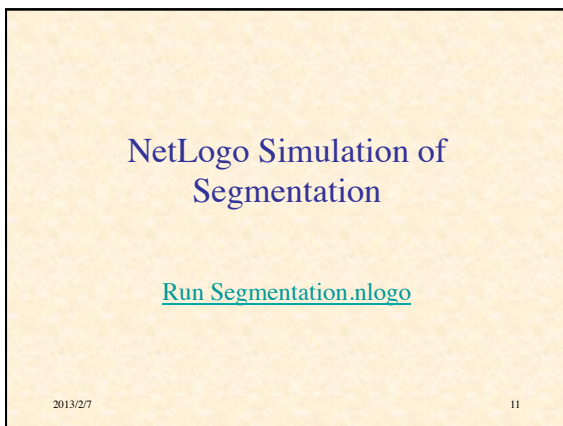 NetLogo Simulation of
Segmentation
Run Segmentation.nlogo
2013/2/7
11